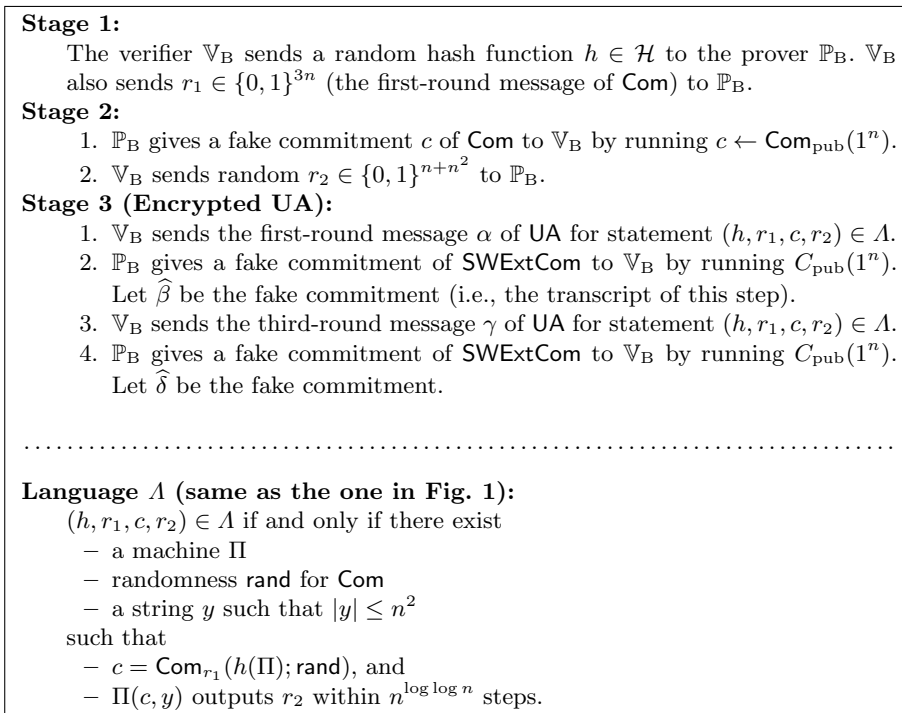 Stage 1:
The verifier 𝕍_B sends a random hash function h ∈ ℋ to the prover ℙ_B. 𝕍_B
also sends r_1 ∈ {0, 1}^{3n} (the first-round message of Com) to ℙ_B.
Stage 2:
1. ℙ_B gives a fake commitment c of Com to 𝕍_B by running c ← Com_pub(1^n).
2. 𝕍_B sends random r_2 ∈ {0, 1}^{n+n^2} to ℙ_B.
Stage 3 (Encrypted UA):
1. 𝕍_B sends the first-round message α of UA for statement (h, r_1, c, r_2) ∈ Λ.
2. ℙ_B gives a fake commitment of SWExtCom to 𝕍_B by running C_pub(1^n).
Let β̂ be the fake commitment (i.e., the transcript of this step).
3. 𝕍_B sends the third-round message γ of UA for statement (h, r_1, c, r_2) ∈ Λ.
4. ℙ_B gives a fake commitment of SWExtCom to 𝕍_B by running C_pub(1^n).
Let δ̂ be the fake commitment.
Language Λ (same as the one in Fig. 1):
(h, r_1, c, r_2) ∈ Λ if and only if there exist
– a machine Π
– randomness rand for Com
– a string y such that |y| ≤ n^2
such that
– c = Com_{r_1}(h(Π); rand), and
– Π(c, y) outputs r_2 within n^{log log n} steps.